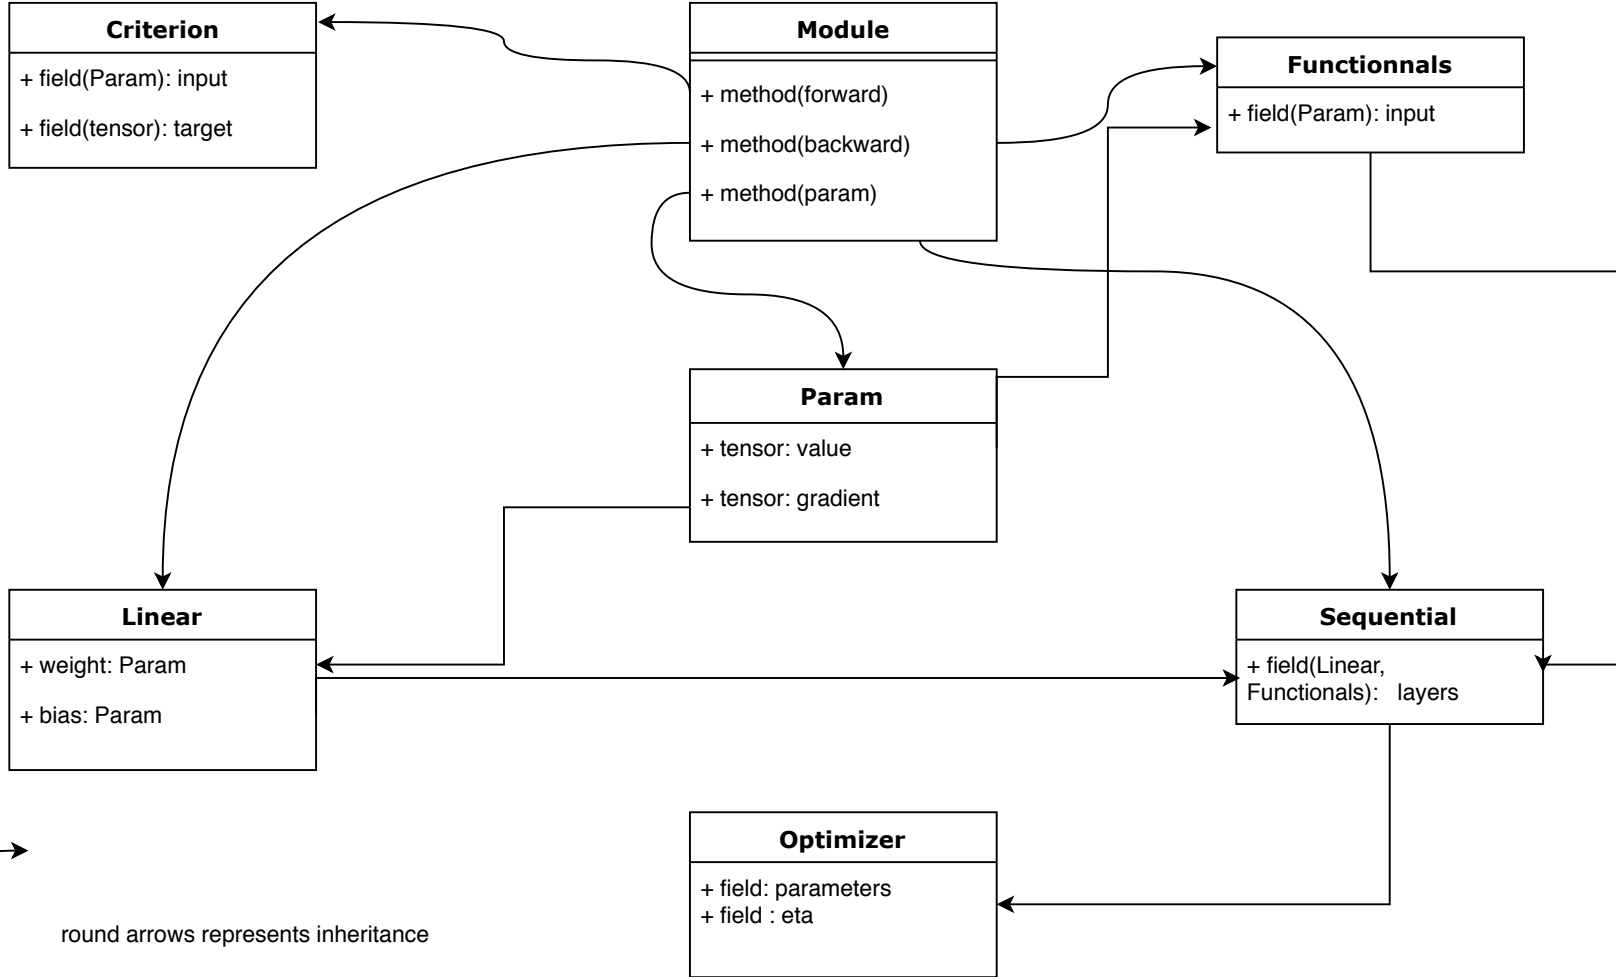 Criterion
+ field(Param): input
+ field(tensor): target
Module
+ method(forward)
+ method(backward)
+ method(param)
Functionnals
+ field(Param): input
Param
+ tensor: value
+ tensor: gradient
Linear
+ weight: Param
+ bias: Param
Sequential
+ field(Linear,
Functionals): layers
Optimizer
+ field: parameters
+ field : eta
round arrows represents inheritance